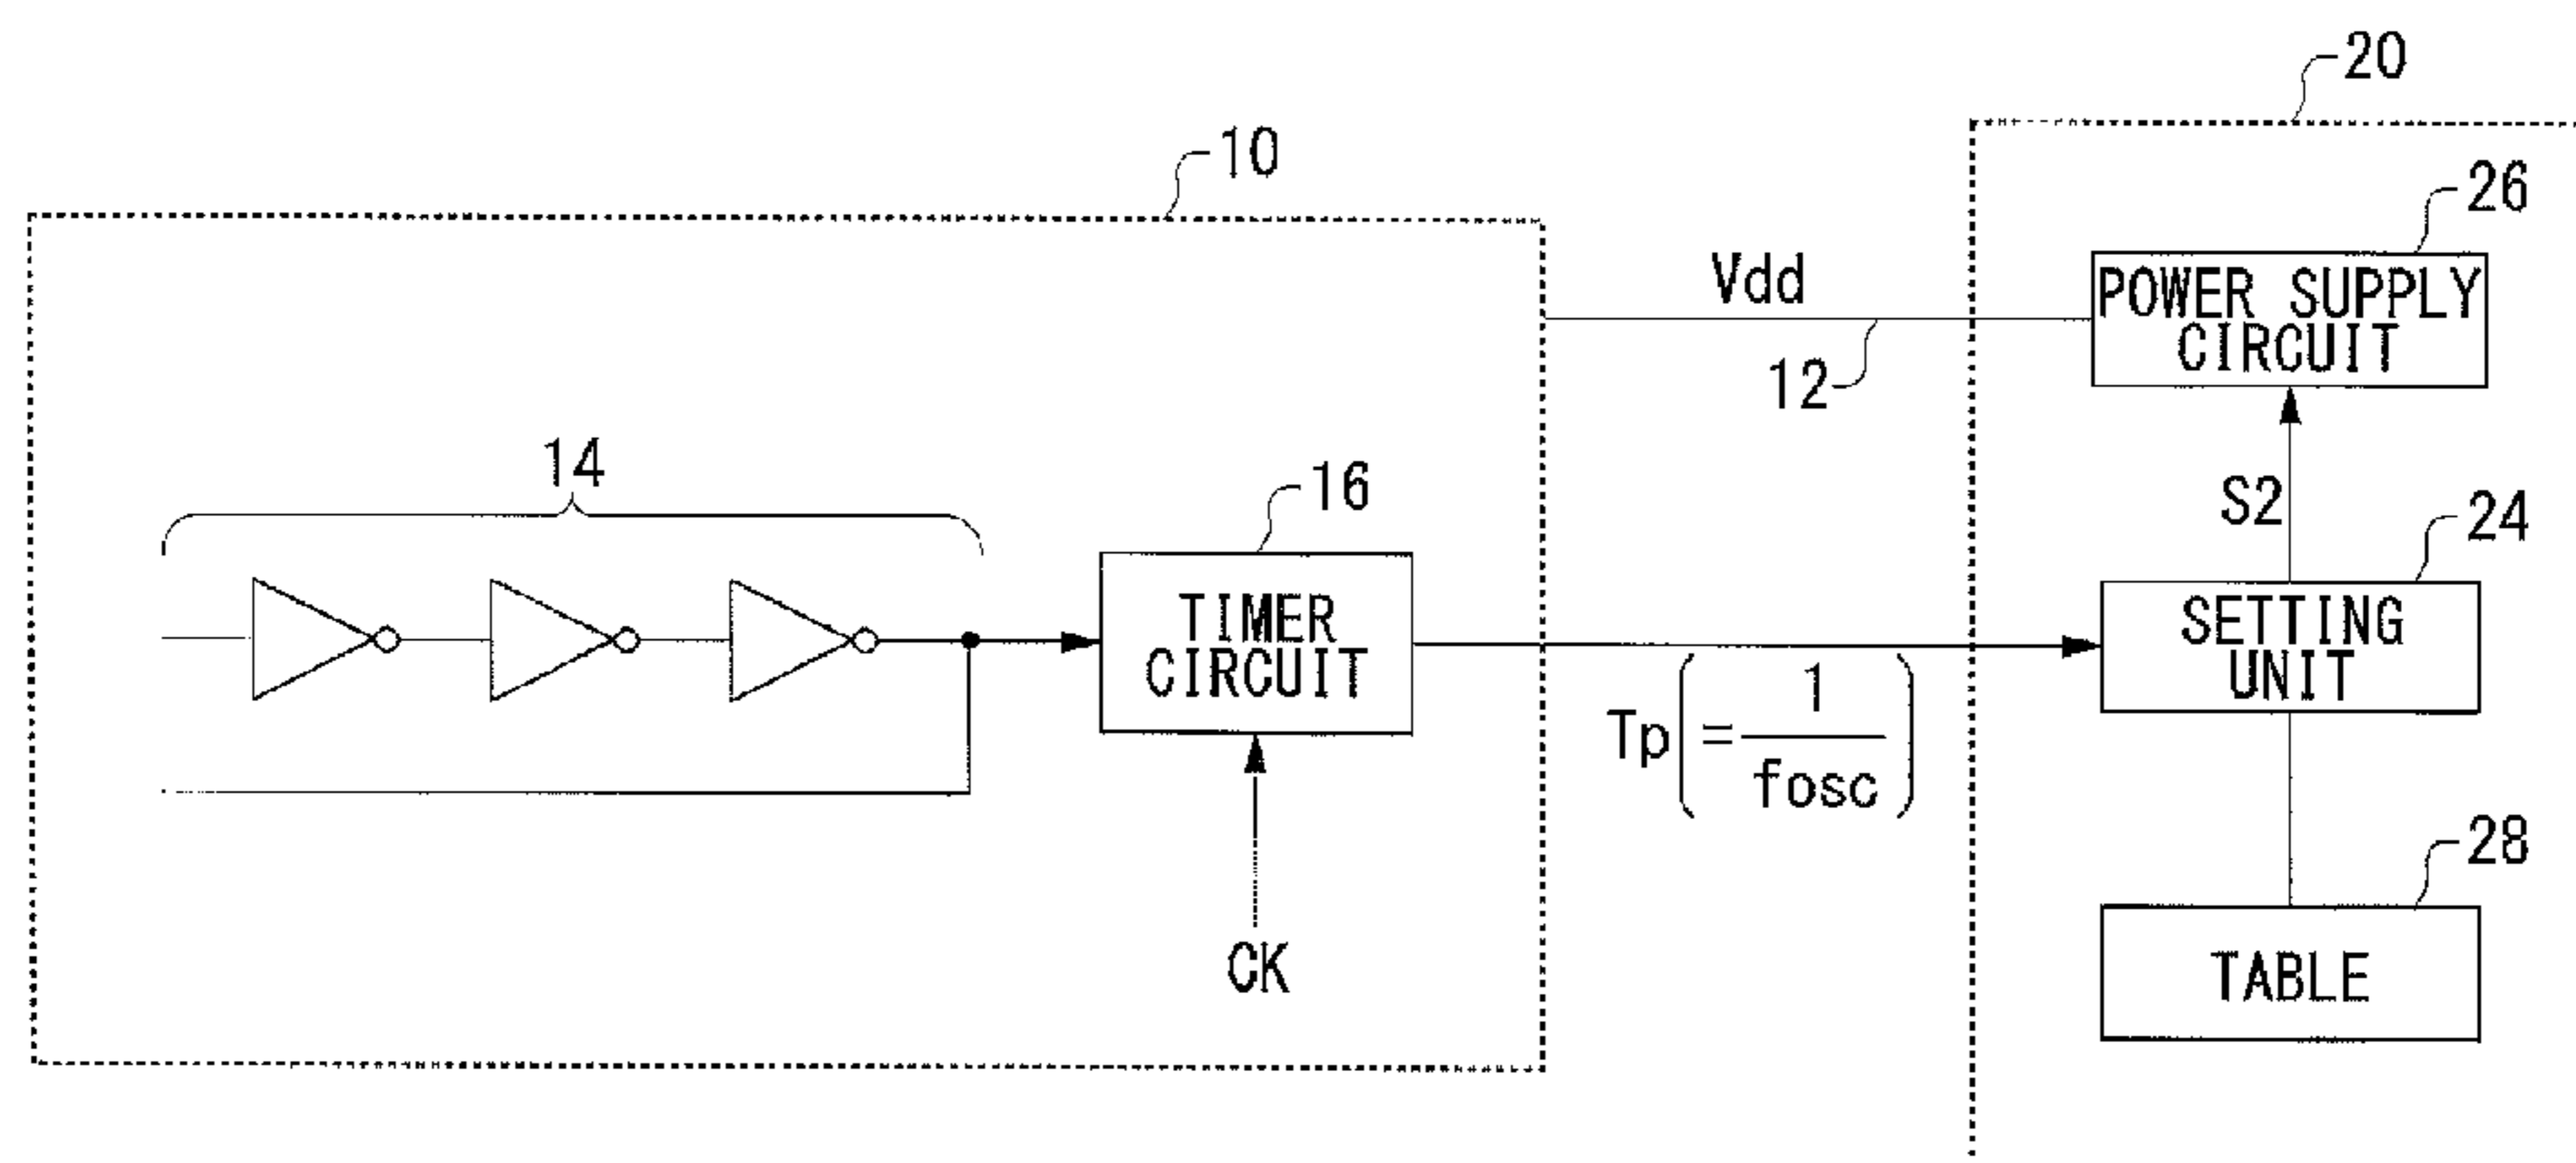 20
10
26
Vdd
POWER SUPPLY
CIRCUIT
12
14
16
S2
24
TIMER
CIRCUIT
SETTING
UNIT
Tp(=1/fosc)
28
CK
TABLE